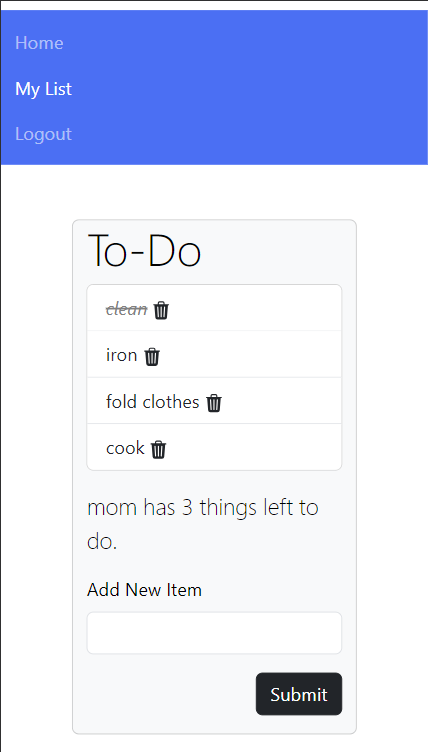 Home
My List
Logout
To-Do
clean
iron
fold clothes
cook
mom has 3 things left to
do.
Add New Item
Submit